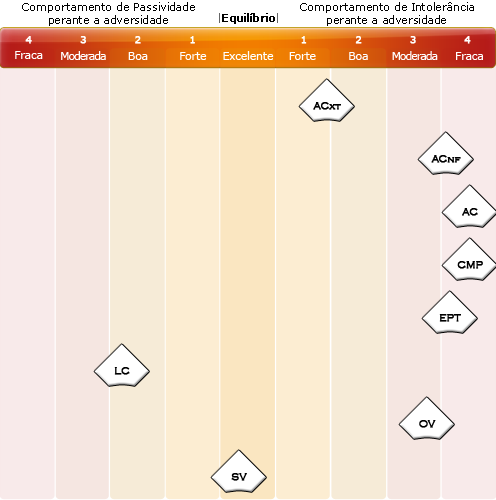 Comportamento de Passividade
perante a adversidade
|Equilíbrio|
Comportamento de Intolerância
perante a adversidade
4 3 2 1 1 2 3 4
Fraca Moderada Boa Forte Excelente Forte Boa Moderada Fraca
ACXT
ACNF
AC
CMP
EPT
LC
OV
SV